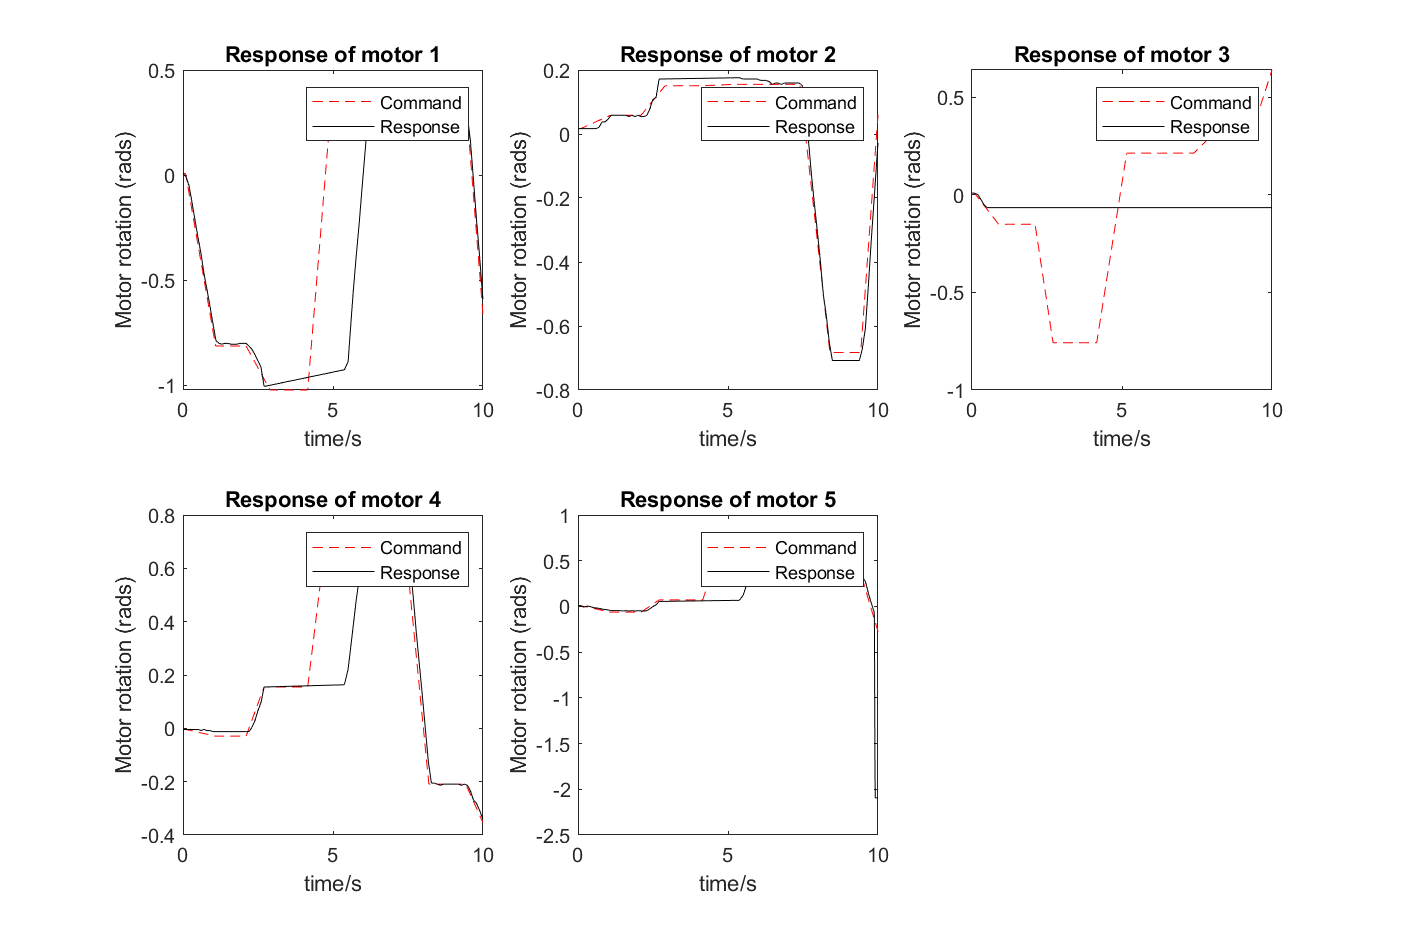 Response of motor 1
0.5
0
-0.5
-1
0
5
10
Motor rotation (rads)
time/s
Command
Response
Response of motor 2
0.2
0
-0.2
-0.4
-0.6
-0.8
0
5
10
Motor rotation (rads)
time/s
Command
Response
Response of motor 3
0.5
0
-0.5
-1
0
5
10
Motor rotation (rads)
time/s
Command
Response
Response of motor 4
0.8
0.6
0.4
0.2
0
-0.2
-0.4
0
5
10
Motor rotation (rads)
time/s
Command
Response
Response of motor 5
1
0.5
0
-0.5
-1
-1.5
-2
-2.5
0
5
10
Motor rotation (rads)
time/s
Command
Response